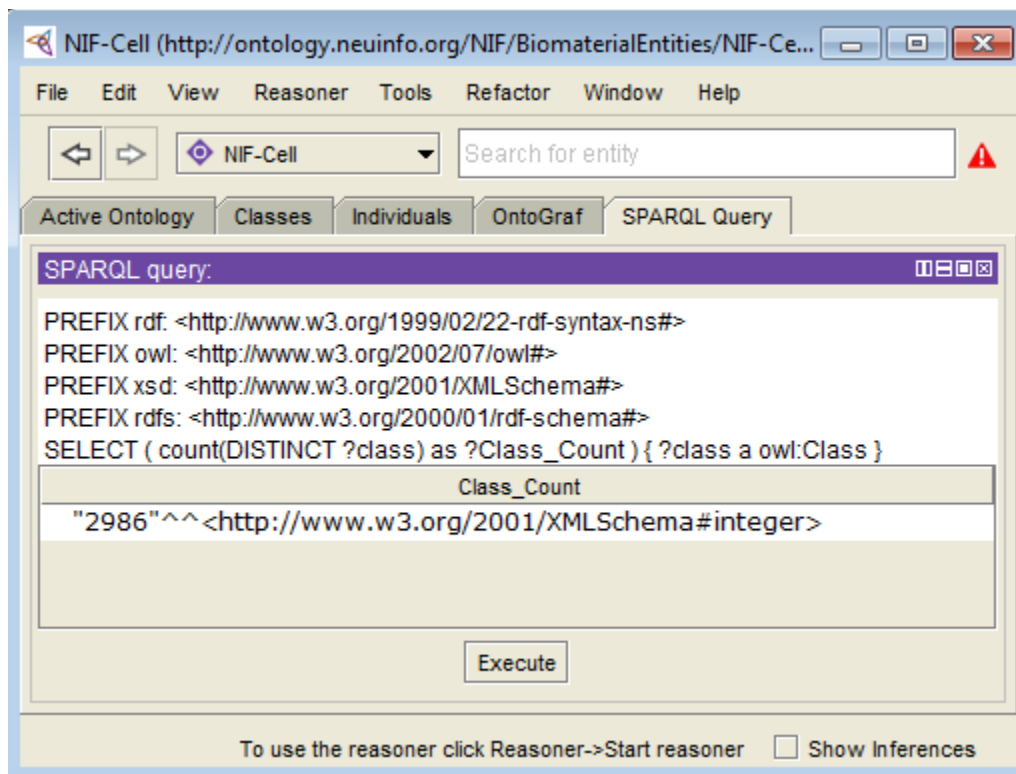 NIF-Cell (http://ontology.neuinfo.org/NIF/BiomaterialEntities/NIF-Ce...
File Edit View Reasoner Tools Refactor Window Help
NIF-Cell Search for entity
Active Ontology Classes Individuals OntoGraf SPARQL Query
SPARQL query:
PREFIX rdf: <http://www.w3.org/1999/02/22-rdf-syntax-ns#>
PREFIX owl: <http://www.w3.org/2002/07/owl#>
PREFIX xsd: <http://www.w3.org/2001/XMLSchema#>
PREFIX rdfs: <http://www.w3.org/2000/01/rdf-schema#>
SELECT ( count(DISTINCT ?class) as ?Class_Count ) { ?class a owl:Class }
Class_Count
"2986"^^<http://www.w3.org/2001/XMLSchema#integer>
Execute
To use the reasoner click Reasoner->Start reasoner Show Inferences